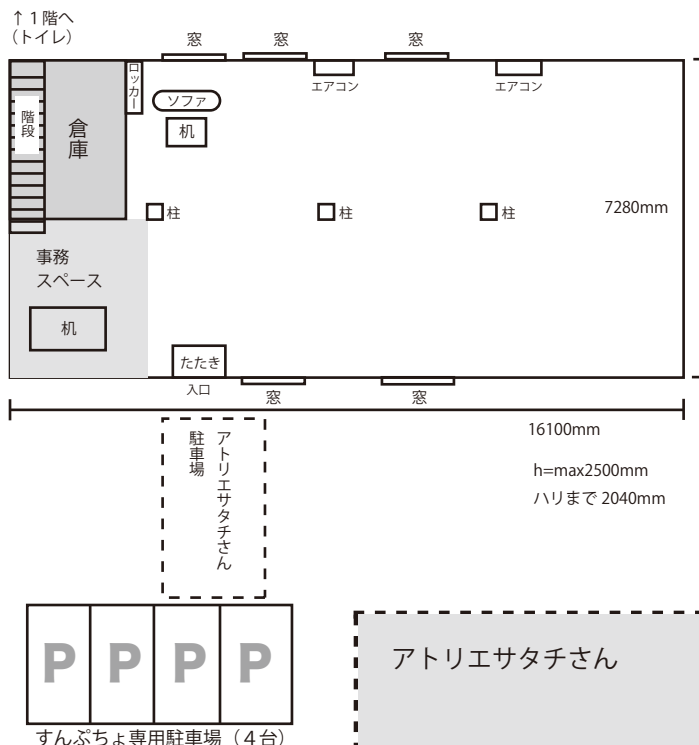 ↑１階へ
（トイレ）
窓
窓
窓
ロッカー
ソファ
机
エアコン
エアコン
階段
倉庫
柱
柱
柱
7280mm
事務
スペース
机
たたき
入口
窓
窓
16100mm
アトリエサタチさん
駐車場
h=max2500mm
ハリまで 2040mm
P
P
P
P
すんぷちょ専用駐車場（４台）
アトリエサタチさん